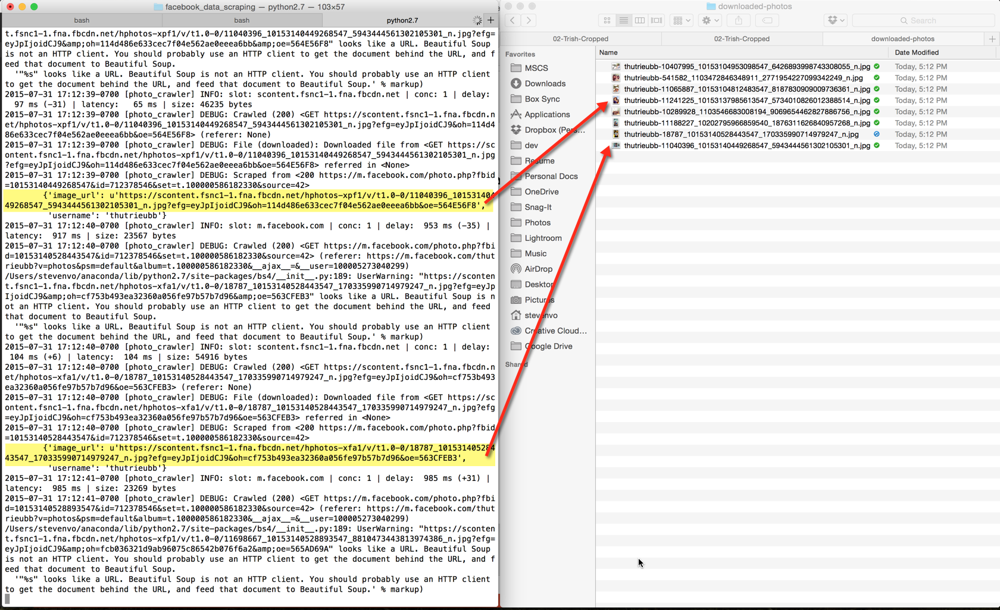 facebook_data_scraping — python2.7 — 103×57
bash
bash
python2.7
t.fsnc1-1.fna.fbcdn.net/hphotos-xpf1/v/t1.0-0/11040396_10153140449268547_5943444561302105301_n.jpg?efg=
eyJpIjoidCJ9&amp;oh=114d486e633cec7f04e562ae0eeea6bb&amp;oe=564E56F8" looks like a URL. Beautiful Soup
is not an HTTP client. You should probably use an HTTP client to get the document behind the URL, and f
eed that document to Beautiful Soup.
'"%s" looks like a URL. Beautiful Soup is not an HTTP client. You should probably use an HTTP client
to get the document behind the URL, and feed that document to Beautiful Soup.' % markup)
2015-07-31 17:12:39-0700 [photo_crawler] INFO: slot: scontent.fsnc1-1.fna.fbcdn.net | conc: 1 | delay:
97 ms (-31) | latency: 65 ms | size: 46235 bytes
2015-07-31 17:12:39-0700 [photo_crawler] DEBUG: Crawled (200) <GET https://scontent.fsnc1-1.fna.fbcdn.n
et/hphotos-xpf1/v/t1.0-0/11040396_10153140449268547_5943444561302105301_n.jpg?efg=eyJpIjoidCJ9&oh=114d4
86e633cec7f04e562ae0eeea6bb&oe=564E56F8> (referer: None)
2015-07-31 17:12:39-0700 [photo_crawler] DEBUG: File (downloaded): Downloaded file from <GET https://sc
ontent.fsnc1-1.fna.fbcdn.net/hphotos-xpf1/v/t1.0-0/11040396_10153140449268547_5943444561302105301_n.jpg
?efg=eyJpIjoidCJ9&oh=114d486e633cec7f04e562ae0eeea6bb&oe=564E56F8> referred in <None>
2015-07-31 17:12:39-0700 [photo_crawler] DEBUG: Scraped from <200 https://m.facebook.com/photo.php?fbid
=10153140449268547&id=712378546&set=t.100000586182330&source=42>
{'image_url': u'https://scontent.fsnc1-1.fna.fbcdn.net/hphotos-xpf1/v/t1.0-0/11040396_101531404
49268547_5943444561302105301_n.jpg?efg=eyJpIjoidCJ9&oh=114d486e633cec7f04e562ae0eeea6bb&oe=564E56F8',
'username': 'thutrieubb'}
2015-07-31 17:12:40-0700 [photo_crawler] INFO: slot: m.facebook.com | conc: 1 | delay: 953 ms (-35) |
latency: 917 ms | size: 23567 bytes
2015-07-31 17:12:40-0700 [photo_crawler] DEBUG: Crawled (200) <GET https://m.facebook.com/photo.php?fbi
d=10153140528443547&id=712378546&set=t.100000586182330&source=42> (referer: https://m.facebook.com/thut
rieubb?v=photos&psm=default&album=t.100000586182330&__ajax__=&__user=100005273040299)
/Users/stevenvo/anaconda/lib/python2.7/site-packages/bs4/__init__.py:189: UserWarning: "https://sconten
t.fsnc1-1.fna.fbcdn.net/hphotos-xfa1/v/t1.0-0/18787_10153140528443547_170335990714979247_n.jpg?efg=eyJp
IjoidCJ9&amp;oh=cf753b493ea32360a056fe97b57b7d96&amp;oe=563CFEB3" looks like a URL. Beautiful Soup is n
ot an HTTP client. You should probably use an HTTP client to get the document behind the URL, and feed
that document to Beautiful Soup.
'"%s" looks like a URL. Beautiful Soup is not an HTTP client. You should probably use an HTTP client
to get the document behind the URL, and feed that document to Beautiful Soup.' % markup)
2015-07-31 17:12:40-0700 [photo_crawler] INFO: slot: scontent.fsnc1-1.fna.fbcdn.net | conc: 1 | delay:
104 ms (+6) | latency: 104 ms | size: 54916 bytes
2015-07-31 17:12:40-0700 [photo_crawler] DEBUG: Crawled (200) <GET https://scontent.fsnc1-1.fna.fbcdn.n
et/hphotos-xfa1/v/t1.0-0/18787_10153140528443547_170335990714979247_n.jpg?efg=eyJpIjoidCJ9&oh=cf753b493
ea32360a056fe97b57b7d96&oe=563CFEB3> (referer: None)
2015-07-31 17:12:40-0700 [photo_crawler] DEBUG: File (downloaded): Downloaded file from <GET https://sc
ontent.fsnc1-1.fna.fbcdn.net/hphotos-xfa1/v/t1.0-0/18787_10153140528443547_170335990714979247_n.jpg?efg
=eyJpIjoidCJ9&oh=cf753b493ea32360a056fe97b57b7d96&oe=563CFEB3> referred in <None>
2015-07-31 17:12:40-0700 [photo_crawler] DEBUG: Scraped from <200 https://m.facebook.com/photo.php?fbid
=10153140528443547&id=712378546&set=t.100000586182330&source=42>
{'image_url': u'https://scontent.fsnc1-1.fna.fbcdn.net/hphotos-xfa1/v/t1.0-0/18787_101531405284
43547_170335990714979247_n.jpg?efg=eyJpIjoidCJ9&oh=cf753b493ea32360a056fe97b57b7d96&oe=563CFEB3',
'username': 'thutrieubb'}
2015-07-31 17:12:41-0700 [photo_crawler] INFO: slot: m.facebook.com | conc: 1 | delay: 985 ms (+31) |
latency: 985 ms | size: 23269 bytes
2015-07-31 17:12:41-0700 [photo_crawler] DEBUG: Crawled (200) <GET https://m.facebook.com/photo.php?fbi
d=10153140528893547&id=712378546&set=t.100000586182330&source=42> (referer: https://m.facebook.com/thut
rieubb?v=photos&psm=default&album=t.100000586182330&__ajax__=&__user=100005273040299)
/Users/stevenvo/anaconda/lib/python2.7/site-packages/bs4/__init__.py:189: UserWarning: "https://sconten
t.fsnc1-1.fna.fbcdn.net/hphotos-xfa1/v/t1.0-0/11698667_10153140528893547_8810473443813974386_n.jpg?efg=
eyJpIjoidCJ9&amp;oh=fcb036321d9ab96075c86542b076f6a2&amp;oe=565AD69A" looks like a URL. Beautiful Soup
is not an HTTP client. You should probably use an HTTP client to get the document behind the URL, and f
eed that document to Beautiful Soup.
'"%s" looks like a URL. Beautiful Soup is not an HTTP client. You should probably use an HTTP client
to get the document behind the URL, and feed that document to Beautiful Soup.' % markup)
downloaded-photos
Search
02-Trish-Cropped
02-Trish-Cropped
downloaded-photos
Favorites
MSCS
Downloads
Box Sync
Applications
Dropbox (Pers…
dev
Resume
Personal Docs
OneDrive
Snag-It
Photos
Lightroom
Music
AirDrop
Desktop
Pictures
stevenvo
Creative Cloud…
Google Drive
Shared
Name
Date Modified
thutrieubb-10407995_10153104953098547_6426893998743308055_n.jpg Today, 5:12 PM
thutrieubb-541582_1103472846348911_2771954227099342249_n.jpg Today, 5:12 PM
thutrieubb-11065887_10153104812483547_8187830909009736361_n.jpg Today, 5:12 PM
thutrieubb-11241225_10153137985613547_5734010826012388514_n.jpg Today, 5:12 PM
thutrieubb-10289928_1103546683008194_9069654462827886756_n.jpg Today, 5:12 PM
thutrieubb-11188227_10202795966859540_1876311626840957268_n.jpg Today, 5:12 PM
thutrieubb-18787_10153140528443547_170335990714979247_n.jpg Today, 5:12 PM
thutrieubb-11040396_10153140449268547_5943444561302105301_n.jpg Today, 5:12 PM